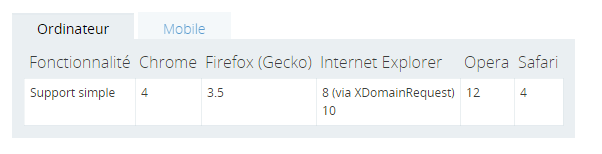 Ordinateur Mobile
Fonctionnalité Chrome Firefox (Gecko) Internet Explorer Opera Safari
Support simple 4 3.5 8 (via XDomainRequest) 12 4
10